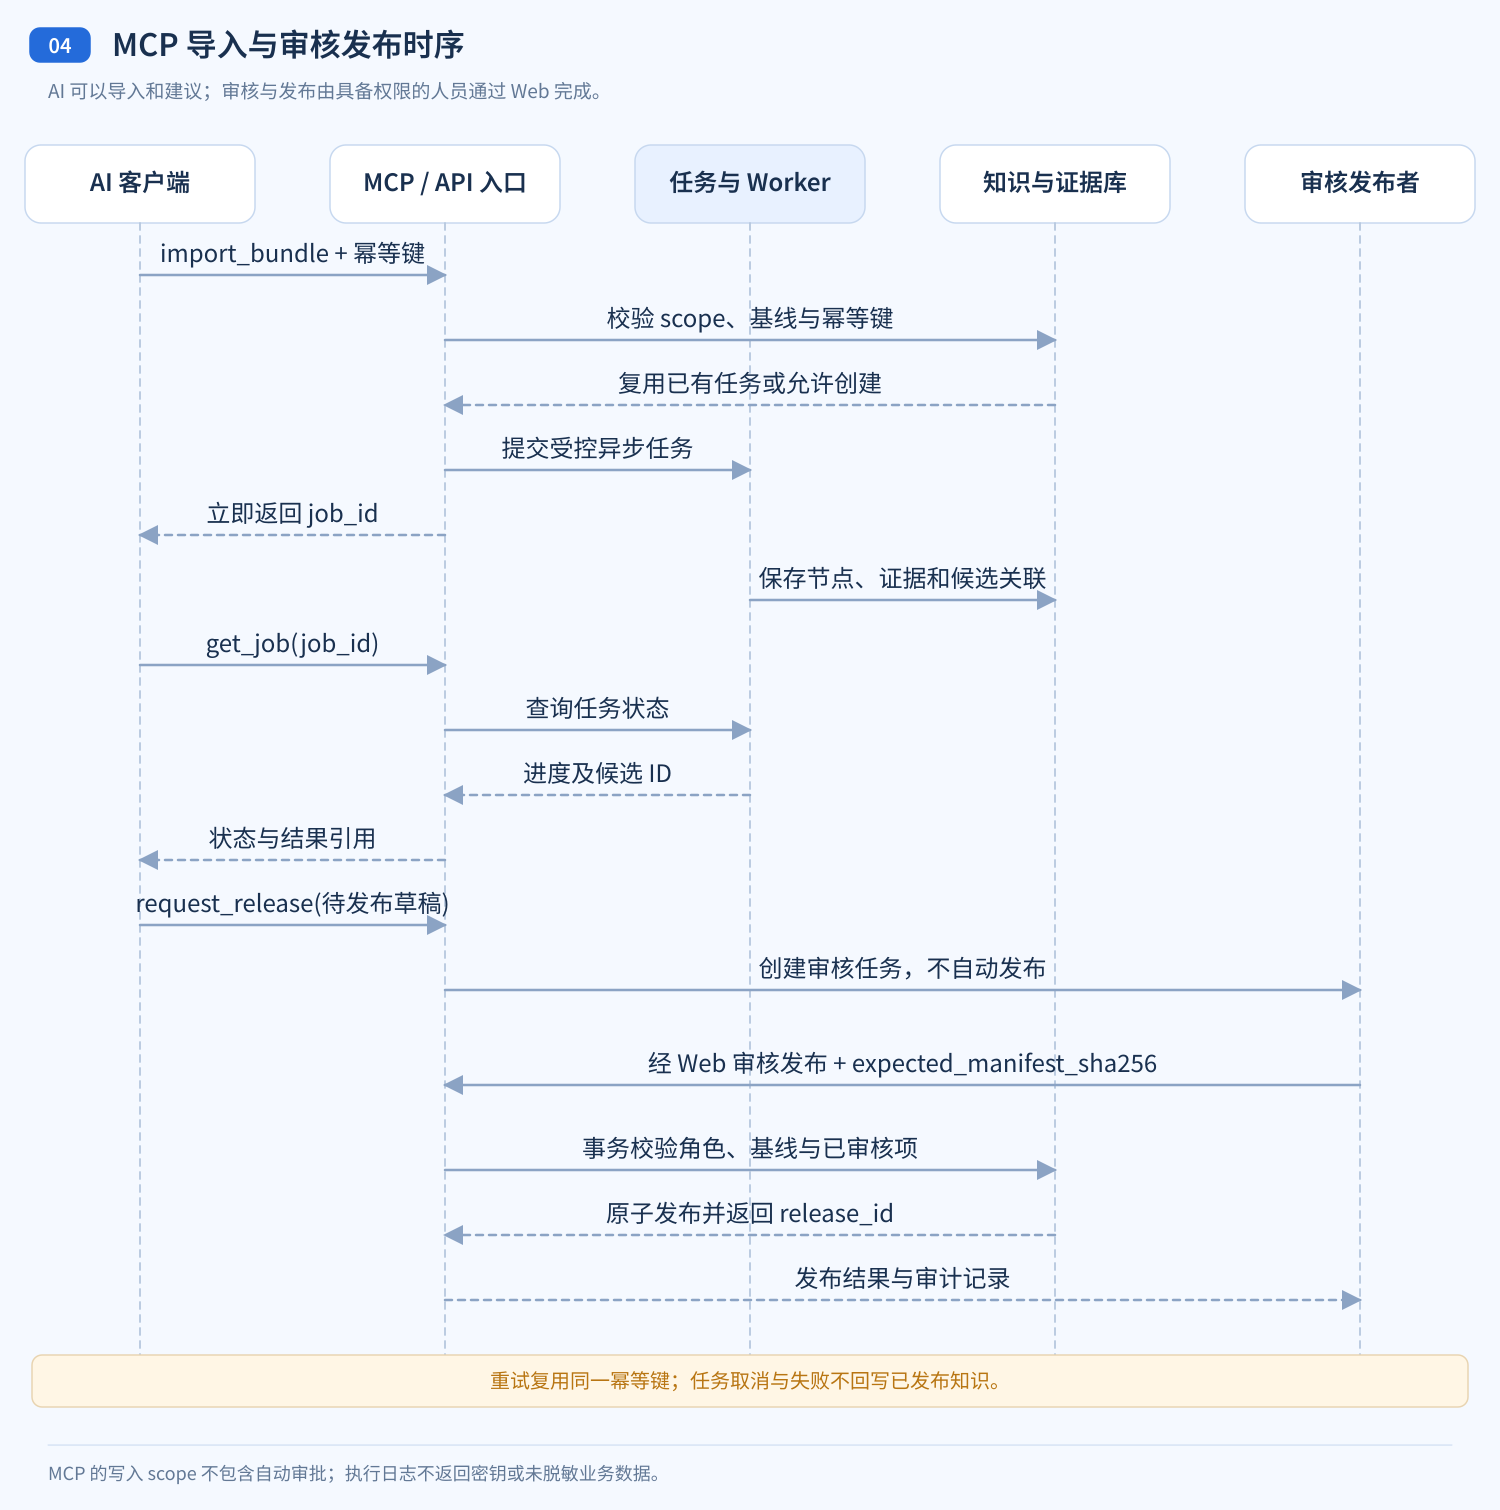 04
MCP 导入与审核发布时序
AI 可以导入和建议；审核与发布由具备权限的人员通过 Web 完成。
AI 客户端
MCP / API 入口
任务与 Worker
知识与证据库
审核发布者
import_bundle + 幂等键
校验 scope、基线与幂等键
复用已有任务或允许创建
提交受控异步任务
立即返回 job_id
保存节点、证据和候选关联
get_job(job_id)
查询任务状态
进度及候选 ID
状态与结果引用
request_release(待发布草稿)
创建审核任务，不自动发布
经 Web 审核发布 + expected_manifest_sha256
事务校验角色、基线与已审核项
原子发布并返回 release_id
发布结果与审计记录
重试复用同一幂等键；任务取消与失败不回写已发布知识。
MCP 的写入 scope 不包含自动审批；执行日志不返回密钥或未脱敏业务数据。